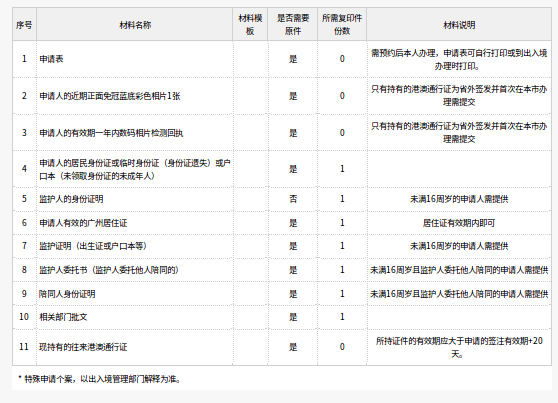 序号 材料名称 材料模 是否需要 所需复印件 材料说明
板 原件 份数
1 申请表 是 0 需预约后本人办理，申请表可自行打印或到出入境
办理时打印。
2 申请人的近期正面免冠蓝底彩色相片1张 是 0 只有持有的港澳通行证为省外签发并首次在本市办
理需提交
3 申请人的有效期一年内数码相片检测回执 是 0 只有持有的港澳通行证为省外签发并首次在本市办
理需提交
4 申请人的居民身份证或临时身份证（身份证遗失）或户 是 1
口本（未领取身份证的未成年人）
5 监护人的身份证明 否 1 未满16周岁的申请人需提供
6 申请人有效的广州居住证 是 1 居住证有效期内即可
7 监护证明（出生证或户口本等） 是 1 未满16周岁的申请人需提供
8 监护人委托书（监护人委托他人陪同的） 是 1 未满16周岁且监护人委托他人陪同的申请人需提供
9 陪同人身份证明 是 1 未满16周岁且监护人委托他人陪同的申请人需提供
10 相关部门批文 是 1
11 现持有的往来港澳通行证 是 0 所持证件的有效期应大于申请的签注有效期+20
天。
* 特殊申请个案，以出入境管理部门解释为准。